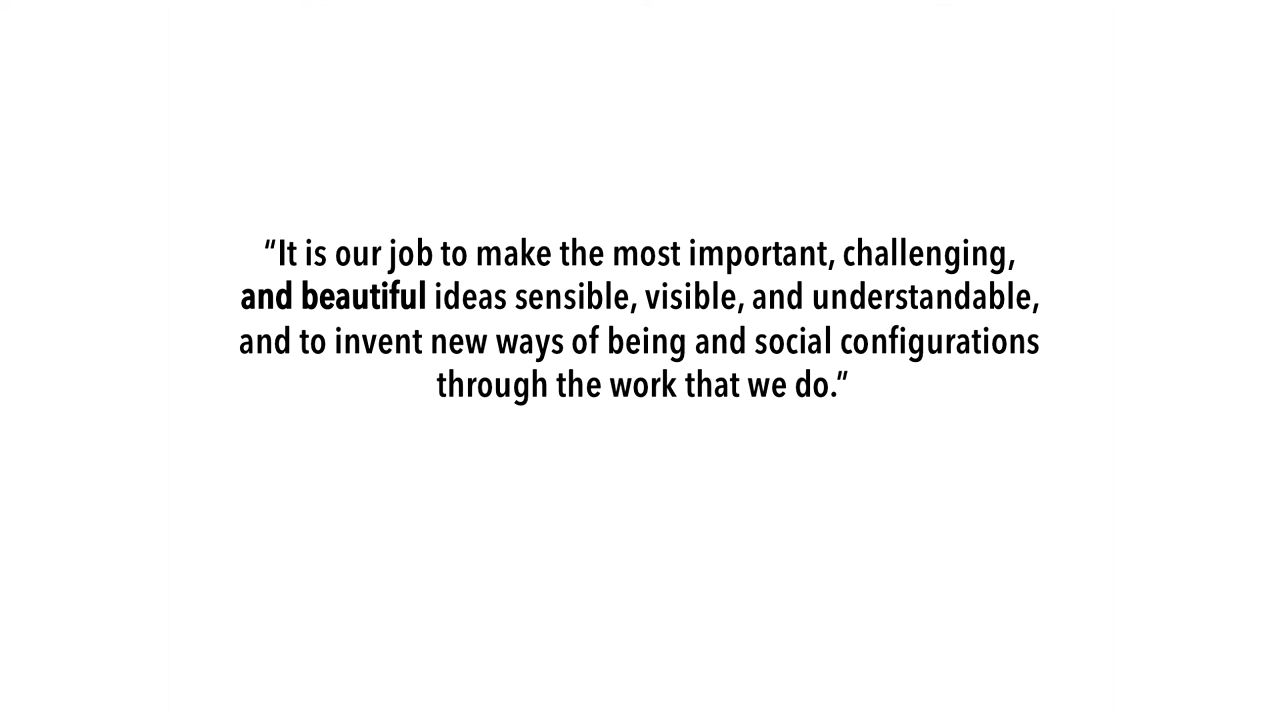 “It is our job to make the most important, challenging,
and beautiful ideas sensible, visible, and understandable,
and to invent new ways of being and social configurations
through the work that we do.”